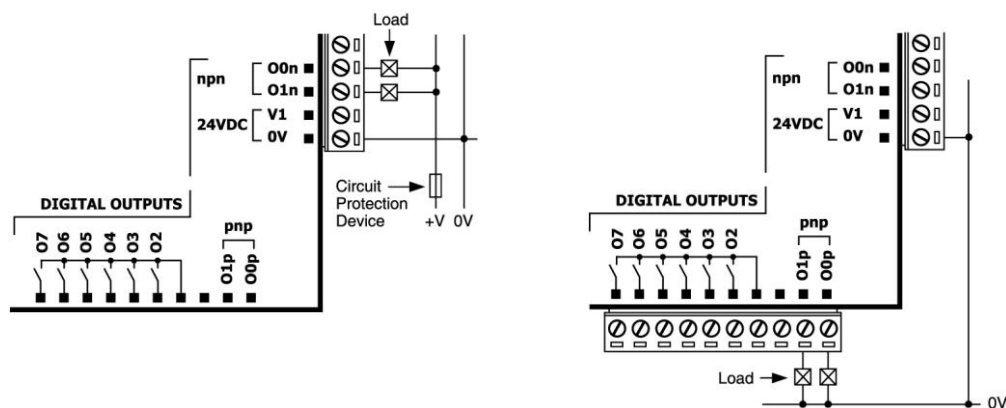 Load
npn
O0n
O1n
24VDC
V1
0V
Circuit
Protection
Device
+V 0V
DIGITAL OUTPUTS
pnp
O7 O6 O5 O4 O3 O2 O1p O0p
npn
O0n
O1n
24VDC
V1
0V
DIGITAL OUTPUTS
pnp
O7 O6 O5 O4 O3 O2 O1p O0p
Load
0V